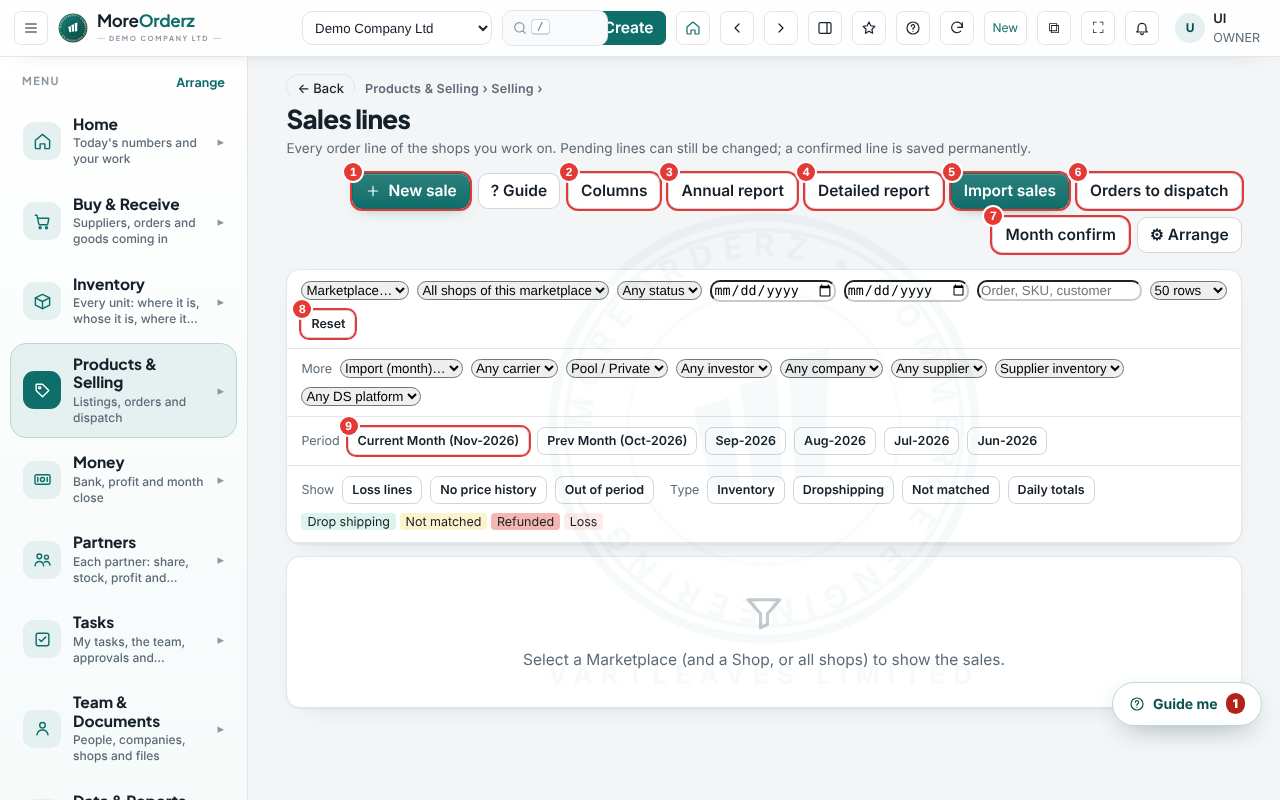 MoreOrderz
— DEMO COMPANY LTD —
Demo Company Ltd
/
Create
New
U
UI
OWNER
MENU
Arrange
Home
Today's numbers and
your work
Buy & Receive
Suppliers, orders and
goods coming in
Inventory
Every unit: where it is,
whose it is, where it...
Products &
Selling
Listings, orders and
dispatch
Money
Bank, profit and month
close
Partners
Each partner: share,
stock, profit and...
Tasks
My tasks, the team,
approvals and...
Team &
Documents
People, companies,
shops and files
Data & Reports
← Back
Products & Selling › Selling ›
Sales lines
Every order line of the shops you work on. Pending lines can still be changed; a confirmed line is saved permanently.
1 + New sale
? Guide
2 Columns
3 Annual report
4 Detailed report
5 Import sales
6 Orders to dispatch
7 Month confirm
⚙ Arrange
Marketplace... All shops of this marketplace Any status mm/dd/yyyy mm/dd/yyyy Order, SKU, customer 50 rows
8 Reset
More Import (month)... Any carrier Pool / Private Any investor Any company Any supplier Supplier inventory
Any DS platform
Period 9 Current Month (Nov-2026) Prev Month (Oct-2026) Sep-2026 Aug-2026 Jul-2026 Jun-2026
Show Loss lines No price history Out of period Type Inventory Dropshipping Not matched Daily totals
Drop shipping Not matched Refunded Loss
Select a Marketplace (and a Shop, or all shops) to show the sales.
VARTLEAVES LIMITED
Guide me 1